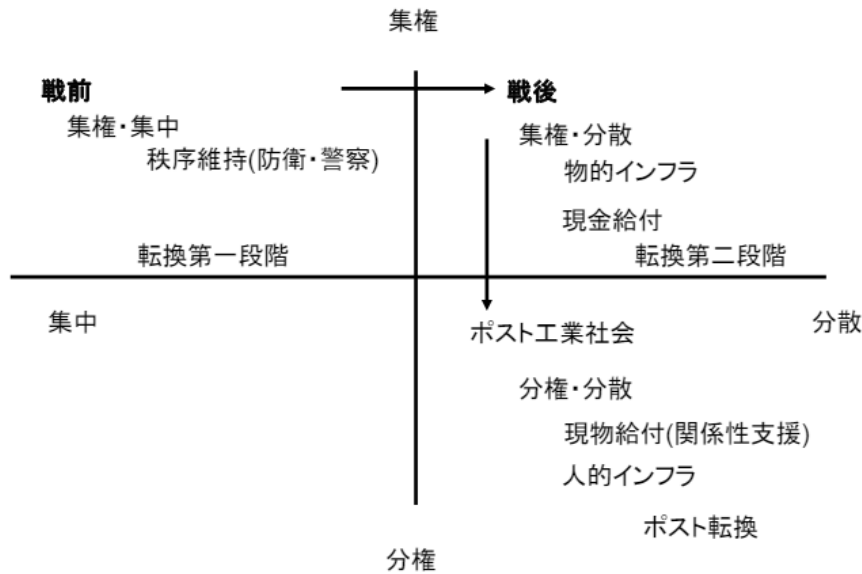 集権
戦前
戦後
集権・集中
集権・分散
秩序維持(防衛・警察)
物的インフラ
現金給付
転換第一段階
転換第二段階
集中
ポスト工業社会
分散
分権・分散
現物給付(関係性支援)
人的インフラ
ポスト転換
分権